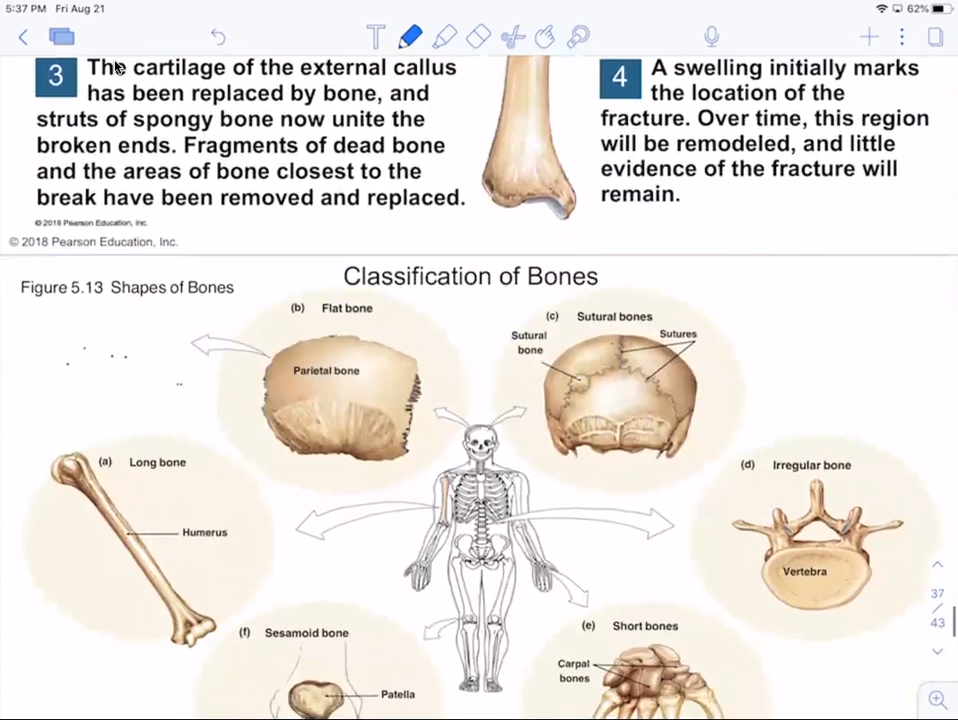 5:37 PM Fri Aug 21
62%
T
3
The cartilage of the external callus
has been replaced by bone, and
struts of spongy bone now unite the
broken ends. Fragments of dead bone
and the areas of bone closest to the
break have been removed and replaced.
4
A swelling initially marks
the location of the
fracture. Over time, this region
will be remodeled, and little
evidence of the fracture will
remain.
© 2018 Pearson Education, Inc.
© 2018 Pearson Education, Inc.
Classification of Bones
Figure 5.13 Shapes of Bones
(b) Flat bone
Parietal bone
(c) Sutural bones
Sutural
bone
Sutures
(a) Long bone
Humerus
(d) Irregular bone
Vertebra
(f) Sesamoid bone
Patella
(e) Short bones
Carpal
bones
37
/
43